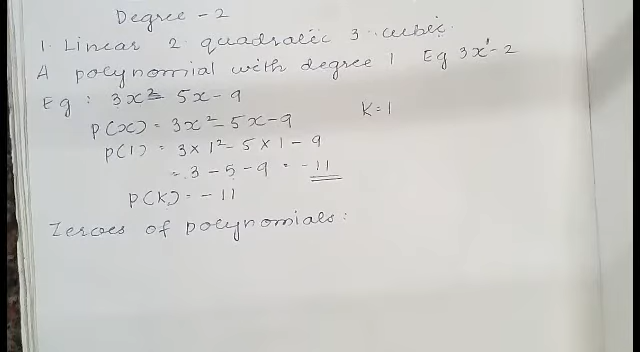 Degree - 2
1. Linear 2. quadratic 3. cubic.
A polynomial with degree 1 Eg 3x¹ - 2
Eg : 3x² - 5x - 9
P(x) = 3x² - 5x - 9 K = 1
P(1) = 3 x 1² - 5 x 1 - 9
= 3 - 5 - 9 = -11
P(K) = - 11
Zeroes of polynomials :